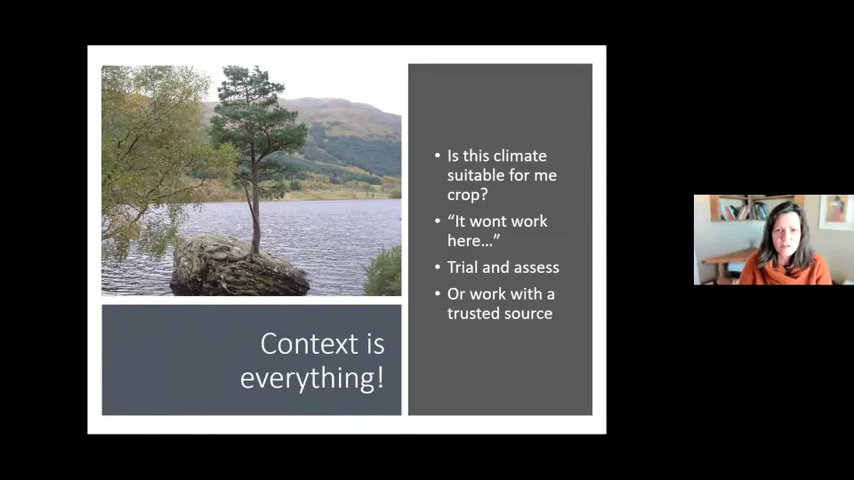 Context is
everything!
• Is this climate
suitable for me
crop?
• “It wont work
here...”
• Trial and assess
• Or work with a
trusted source